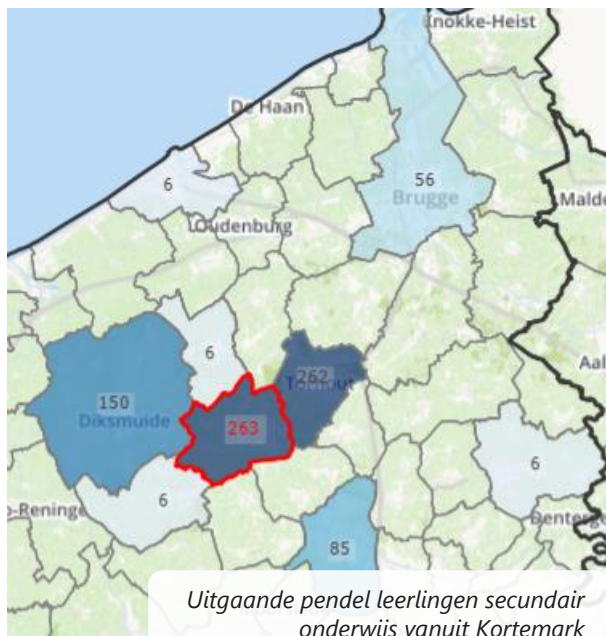 Knokke-Heist
De Haan
6
56
Brugge
Malde
Oudenburg
6
262
Torhout
Aal
150
Diksmuide
263
6
6
o-Reninge
Denterge
85
Uitgaande pendel leerlingen secundair
onderwijs vanuit Kortemark